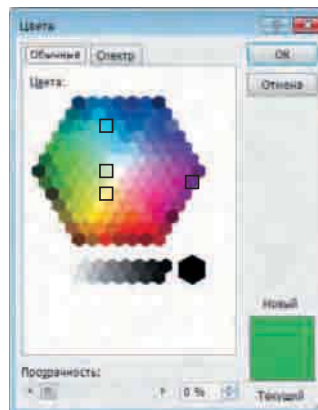 Цвета
Обычные Спектр
ОК
Отмена
Цвета:
Новый
Прозрачность:
0 %
Текущий